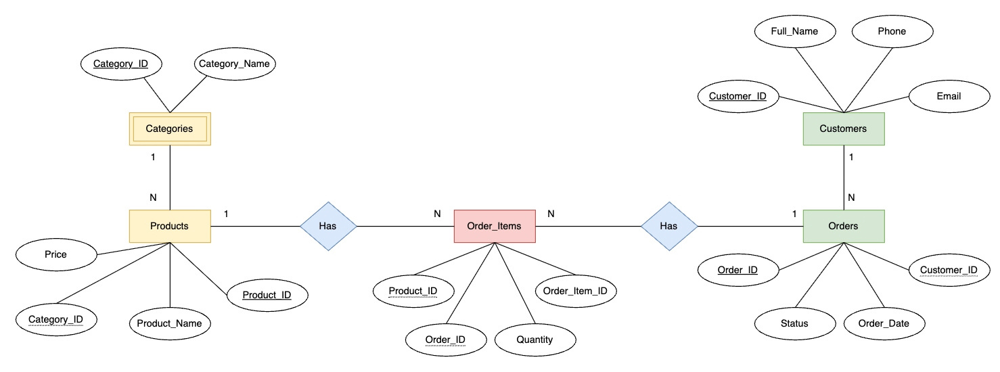 Full_Name
Phone
Category_ID
Category_Name
Customer_ID
Email
Categories
Customers
1
1
N
N
1
N
N
1
Products
Has
Order_Items
Has
Orders
Price
Order_ID
Customer_ID
Product_ID
Product_ID
Order_Item_ID
Category_ID
Product_Name
Status
Order_Date
Order_ID
Quantity